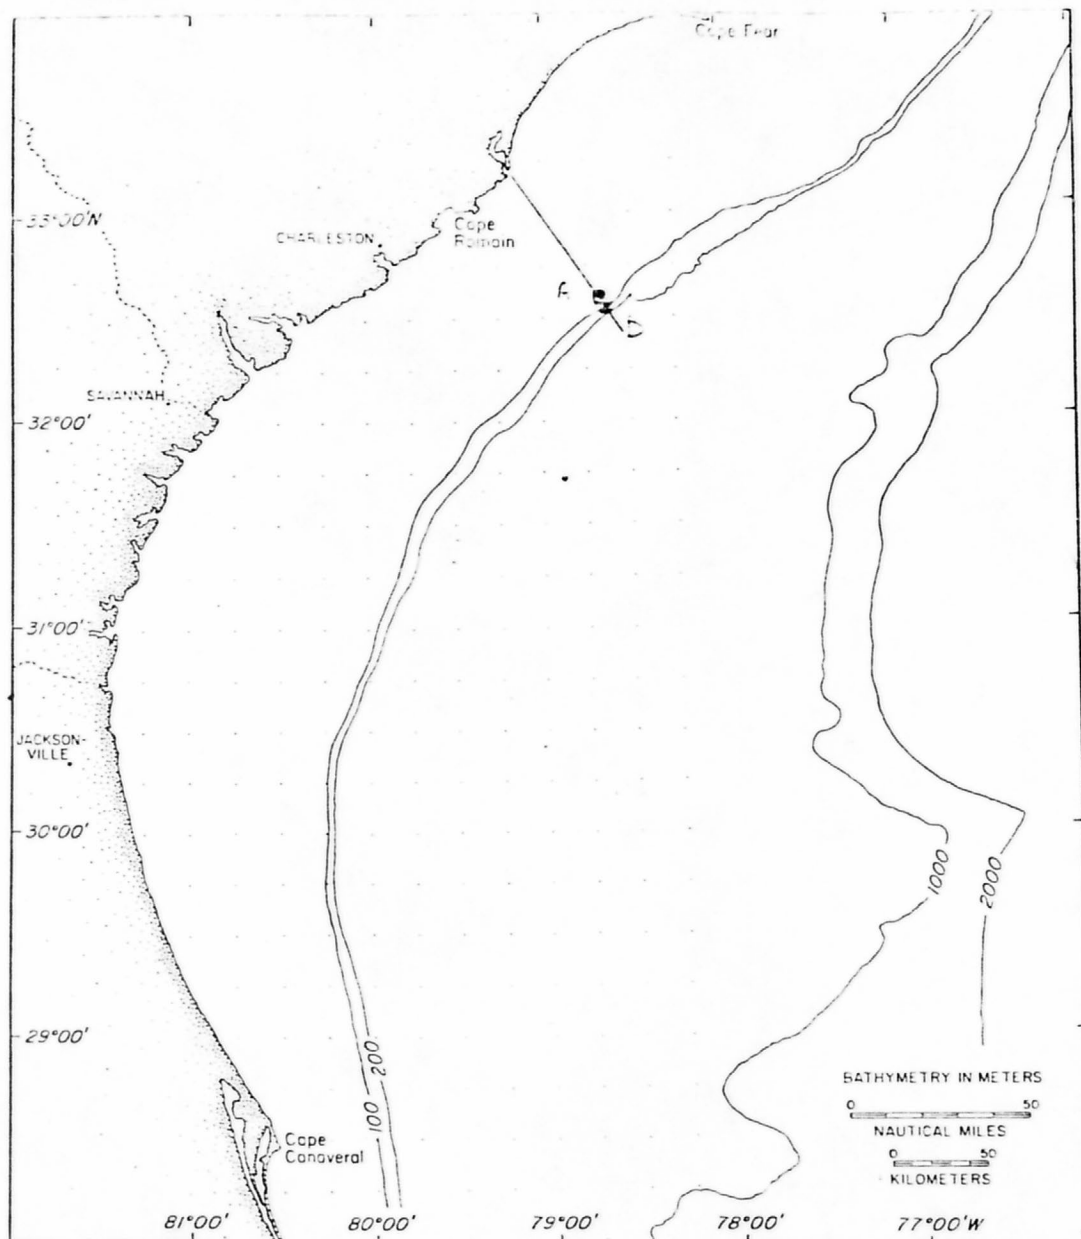 Cape Fear
33°00'N
CHARLESTON
Cape
Romain
A
D
SAVANNAH
32°00'
31°00'
JACKSON-
VILLE
30°00'
1000
2000
29°00'
200
100
BATHYMETRY IN METERS
0 50
NAUTICAL MILES
0 50
KILOMETERS
Cape
Canaveral
81°00'
80°00'
79°00'
78°00'
77°00'W